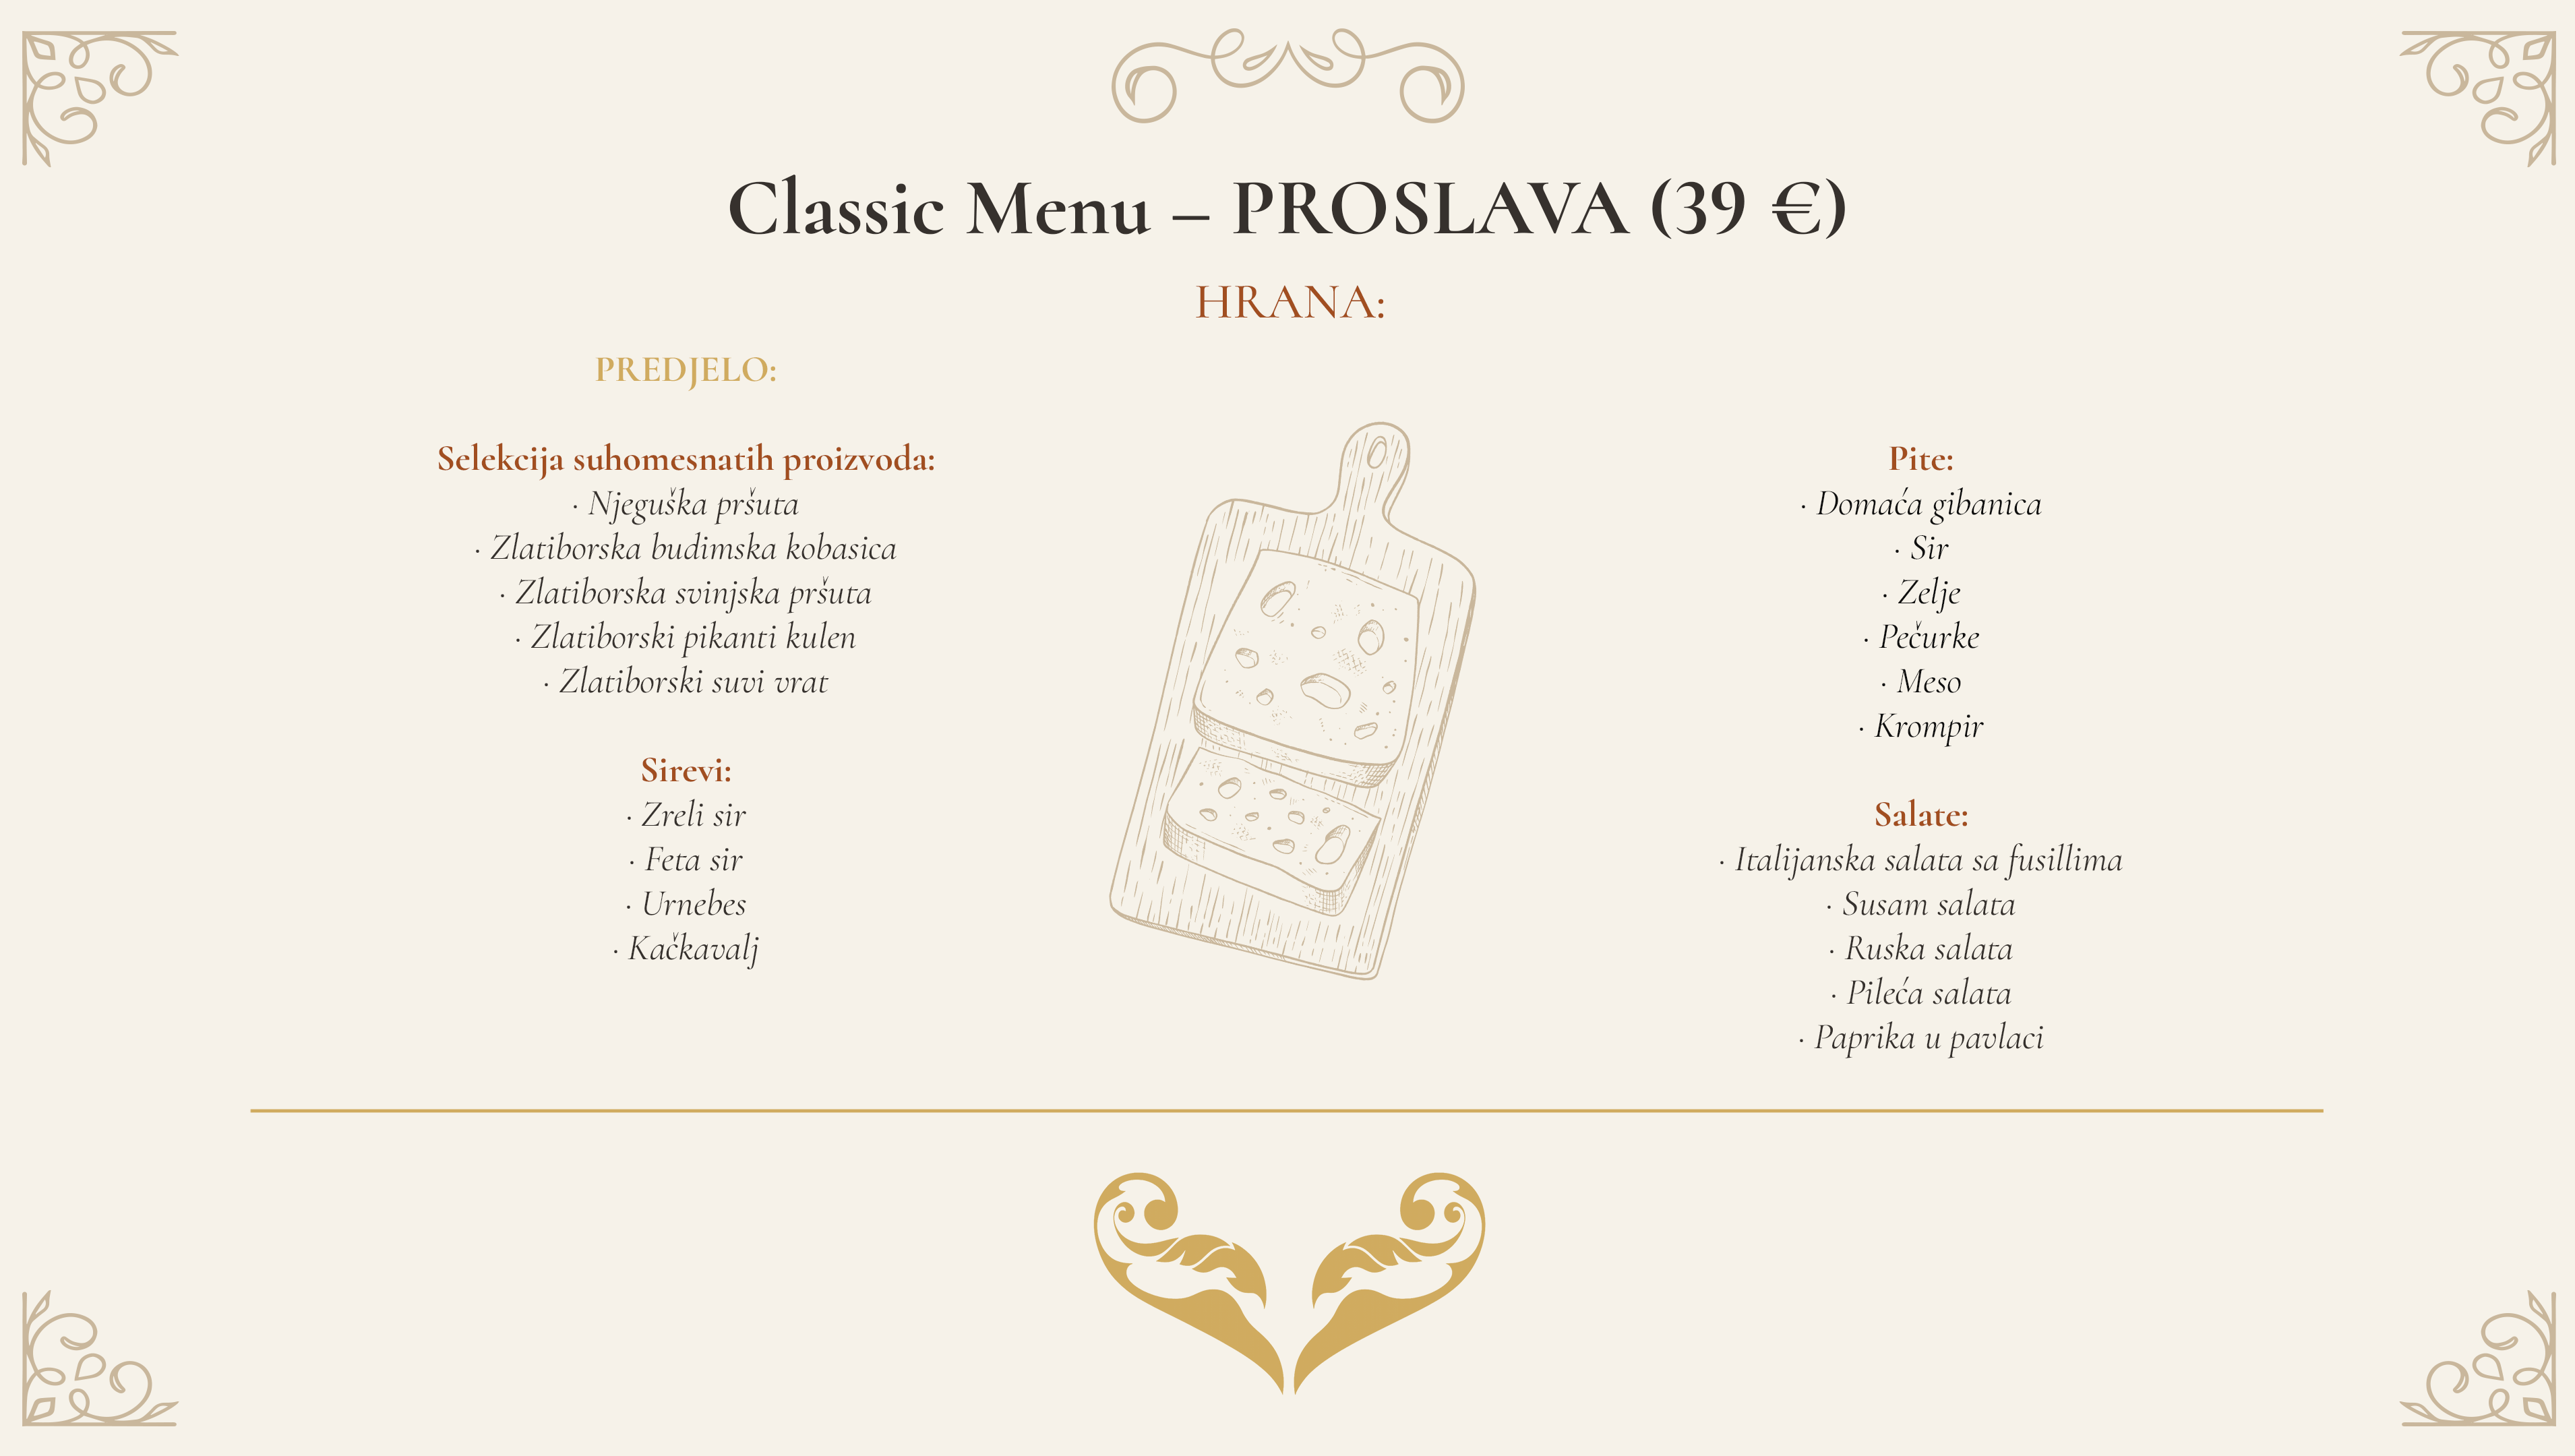 Classic Menu – PROSLAVA (39 €)
HRANA:
PREDJELO:
Selekcija suhomesnatih proizvoda:
· Njeguška pršuta
· Zlatiborska budimska kobasica
· Zlatiborska svinjska pršuta
· Zlatiborski pikanti kulen
· Zlatiborski suvi vrat
Sirevi:
· Zreli sir
· Feta sir
· Urnebes
· Kačkavalj
Pite:
· Domaća gibanica
· Sir
· Zelje
· Pečurke
· Meso
· Krompir
Salate:
· Italijanska salata sa fusillima
· Susam salata
· Ruska salata
· Pileća salata
· Paprika u pavlaci